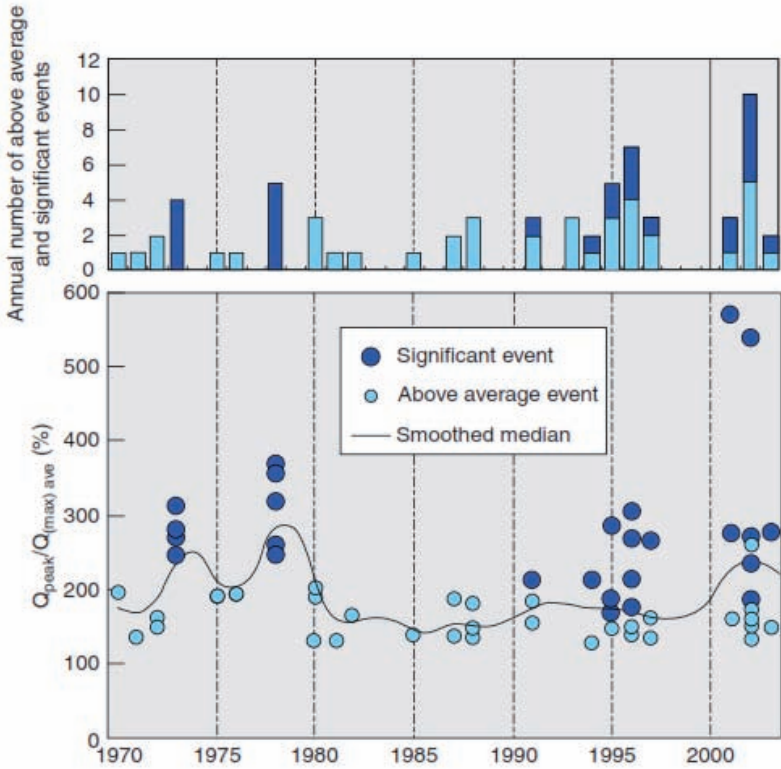 Annual number of above average
and significant events
12
10
8
6
4
2
0
600
500
400
300
200
100
0
Qpeak/Q(max) ave (%)
Significant event
Above average event
Smoothed median
1970 1975 1980 1985 1990 1995 2000